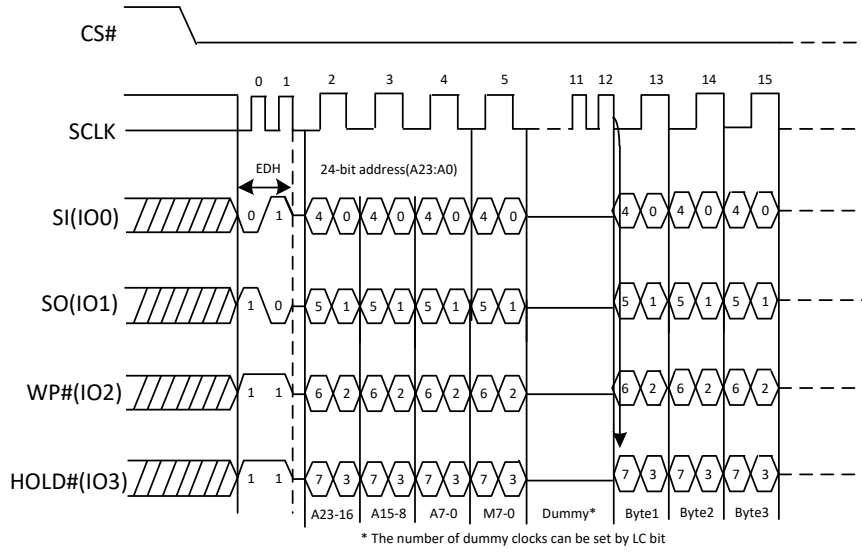 CS#
0 1 2 3 4 5 11 12 13 14 15
SCLK
EDH 24-bit address(A23:A0)
SI(IO0) 0 1 4 0 4 0 4 0 4 0 4 0 4 0 4 0
SO(IO1) 1 0 5 1 5 1 5 1 5 1 5 1 5 1 5 1
WP#(IO2) 1 1 6 2 6 2 6 2 6 2 6 2 6 2 6 2
HOLD#(IO3) 1 1 7 3 7 3 7 3 7 3 7 3 7 3 7 3
A23-16 A15-8 A7-0 M7-0 Dummy* Byte1 Byte2 Byte3
* The number of dummy clocks can be set by LC bit